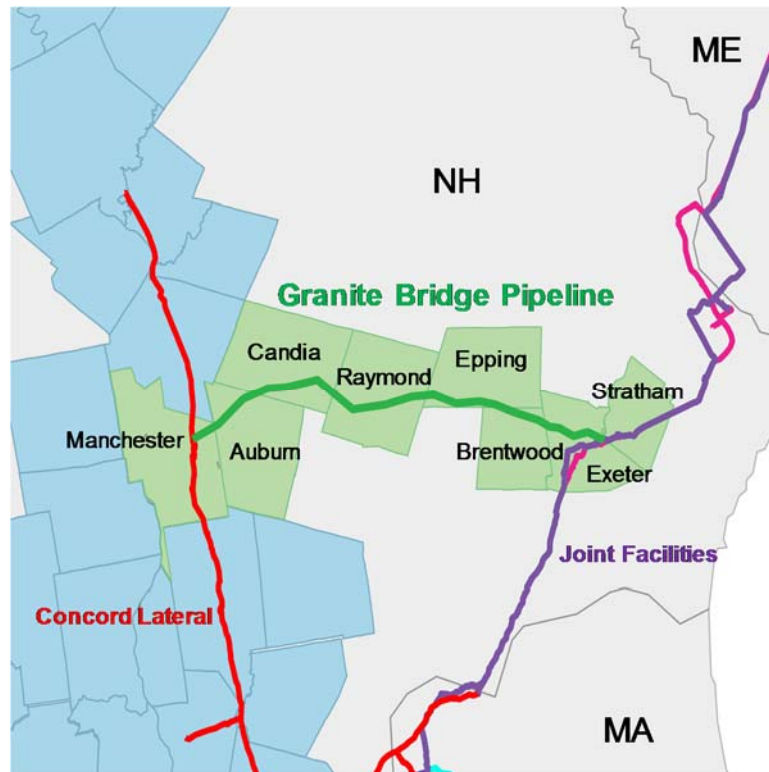 ME
NH
Granite Bridge Pipeline
Candia
Raymond
Epping
Stratham
Manchester
Auburn
Brentwood
Exeter
Joint Facilities
Concord Lateral
MA